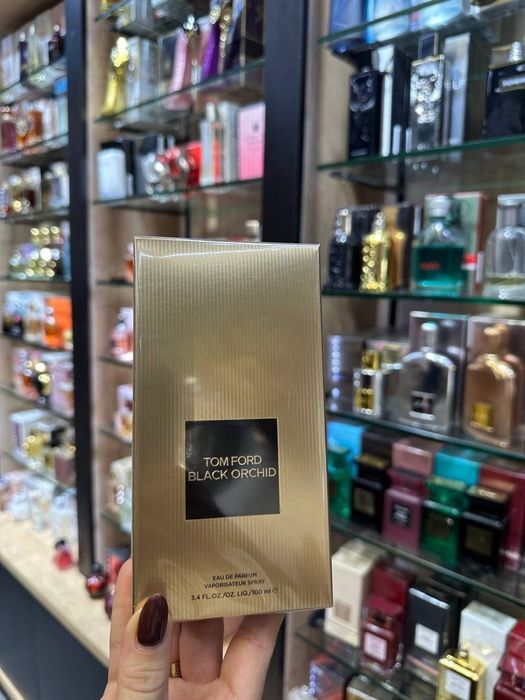 TOM FORD
BLACK ORCHID
EAU DE PARFUM
VAPORISATEUR SPRAY
3.4 FL.OZ./OZ. LIQ./100 ml ℮